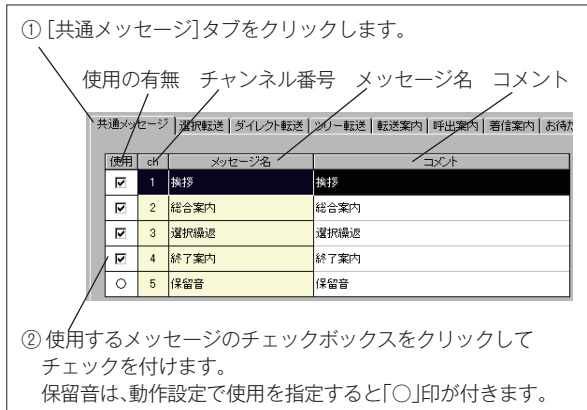 ① [共通メッセージ]タブをクリックします。
使用の有無 チャンネル番号 メッセージ名 コメント
共通メッセージ 選択転送 ダイレクト転送 ツリー転送 転送案内 呼出案内 着信案内 お待た
使用 ch メッセージ名 コメント
1 挨拶 挨拶
2 総合案内 総合案内
3 選択繰返 選択繰返
4 終了案内 終了案内
○ 5 保留音 保留音
② 使用するメッセージのチェックボックスをクリックして
チェックを付けます。
保留音は、動作設定で使用を指定すると「○」印が付きます。